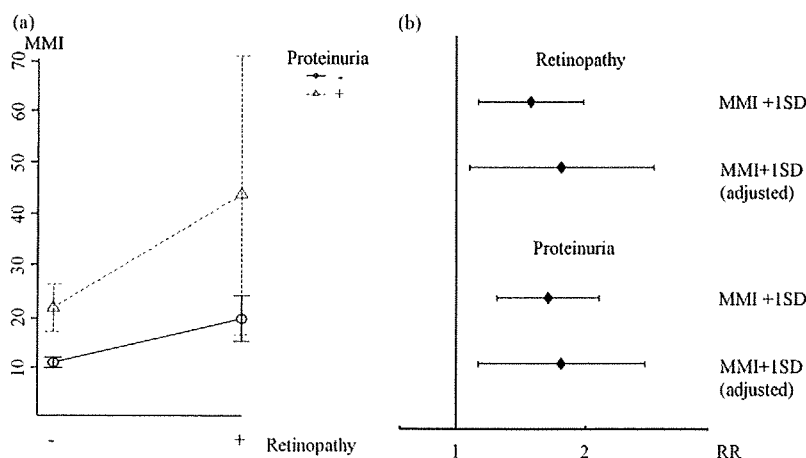 (a)
MMI
70
60
50
40
30
20
10
Proteinuria
-
+
- + Retinopathy
(b)
Retinopathy
MMI +1SD
MMI+1SD
(adjusted)
Proteinuria
MMI +1SD
MMI+1SD
(adjusted)
1 2 RR